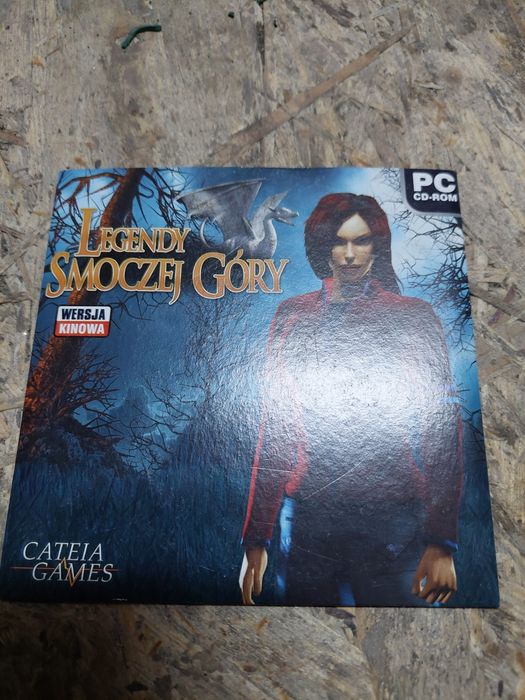 PC
CD-ROM
LEGENDY
SMOCZEJ GÓRY
WERSJA
KINOWA
CATEIA
GAMES